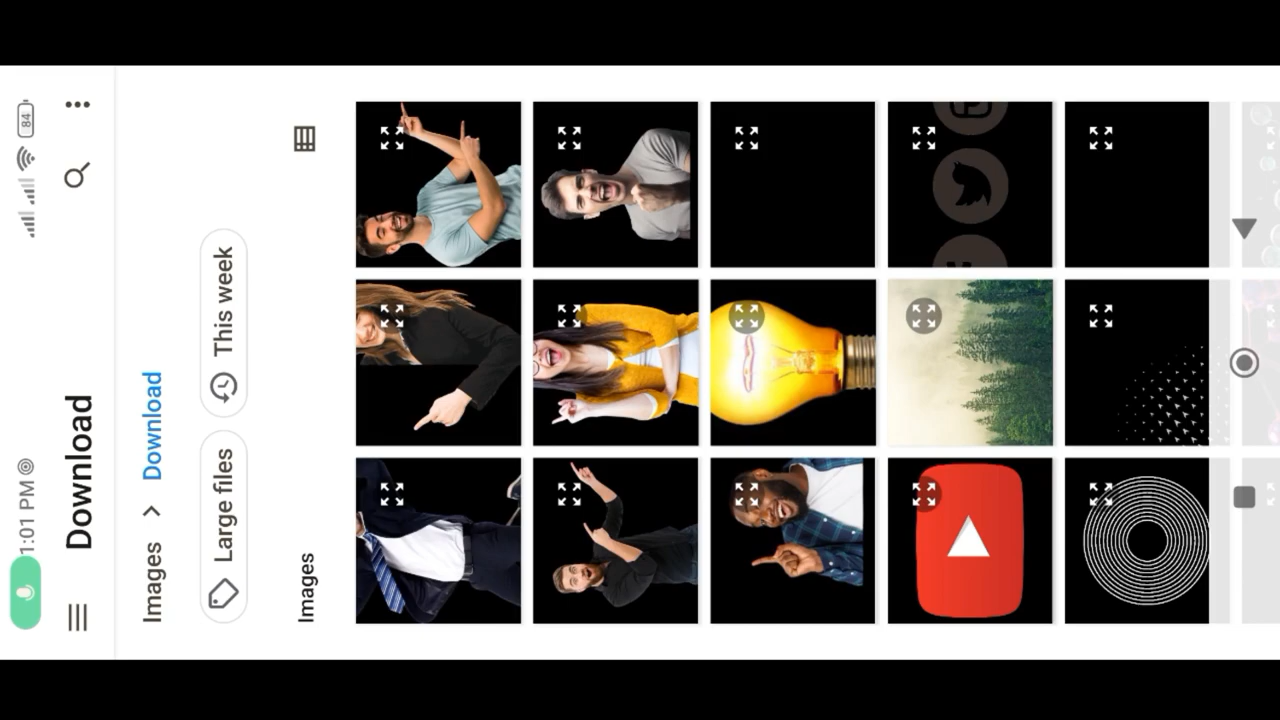 1:01 PM
84
Download
Images > Download
Large files
This week
Images